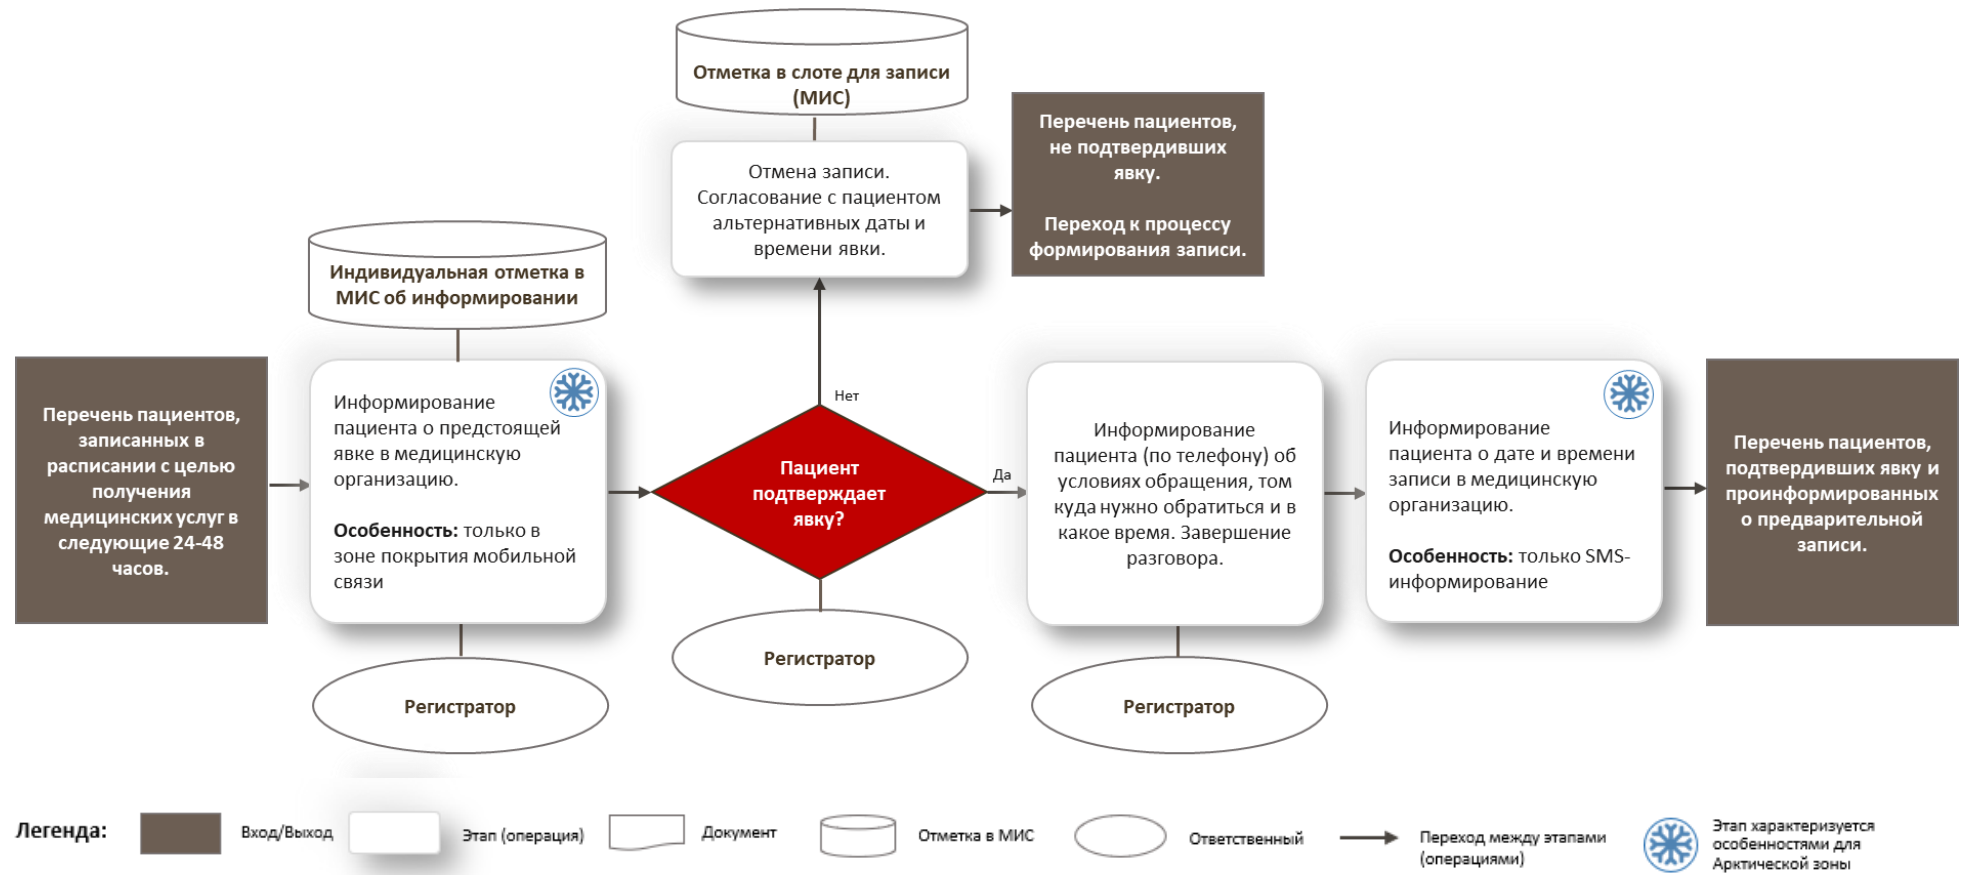 Отметка в слоте для записи
(МИС)
Отмена записи.
Согласование с пациентом
альтернативных даты и
времени явки.
Перечень пациентов,
не подтвердивших
явку.
Переход к процессу
формирования записи.
Индивидуальная отметка в
МИС об информировании
Перечень пациентов,
записанных в
расписании с целью
получения
медицинских услуг в
следующие 24-48
часов.
Информирование
пациента о предстоящей
явке в медицинскую
организацию.
Особенность: только в
зоне покрытия мобильной
связи
Регистратор
Нет
Пациент
подтверждает
явку?
Да
Регистратор
Информирование
пациента (по телефону) об
условиях обращения, том
куда нужно обратиться и в
какое время. Завершение
разговора.
Регистратор
Информирование
пациента о дате и времени
записи в медицинскую
организацию.
Особенность: только SMS-
информирование
Перечень пациентов,
подтвердивших явку и
проинформированных
о предварительной
записи.
Легенда:
Вход/Выход
Этап (операция)
Документ
Отметка в МИС
Ответственный
Переход между этапами
(операциями)
Этап характеризуется
особенностями для
Арктической зоны